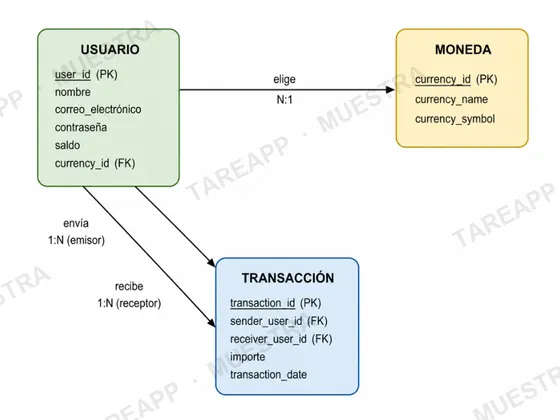 USUARIO
user_id (PK)
nombre
correo_electrónico
contraseña
saldo
currency_id (FK)
elige
N:1
MONEDA
currency_id (PK)
currency_name
currency_symbol
envía
1:N (emisor)
recibe
1:N (receptor)
TRANSACCIÓN
transaction_id (PK)
sender_user_id (FK)
receiver_user_id (FK)
importe
transaction_date
TAREAPP · MUESTRA
TAREAPP
TAREAPP · MUESTRA
MUESTRA